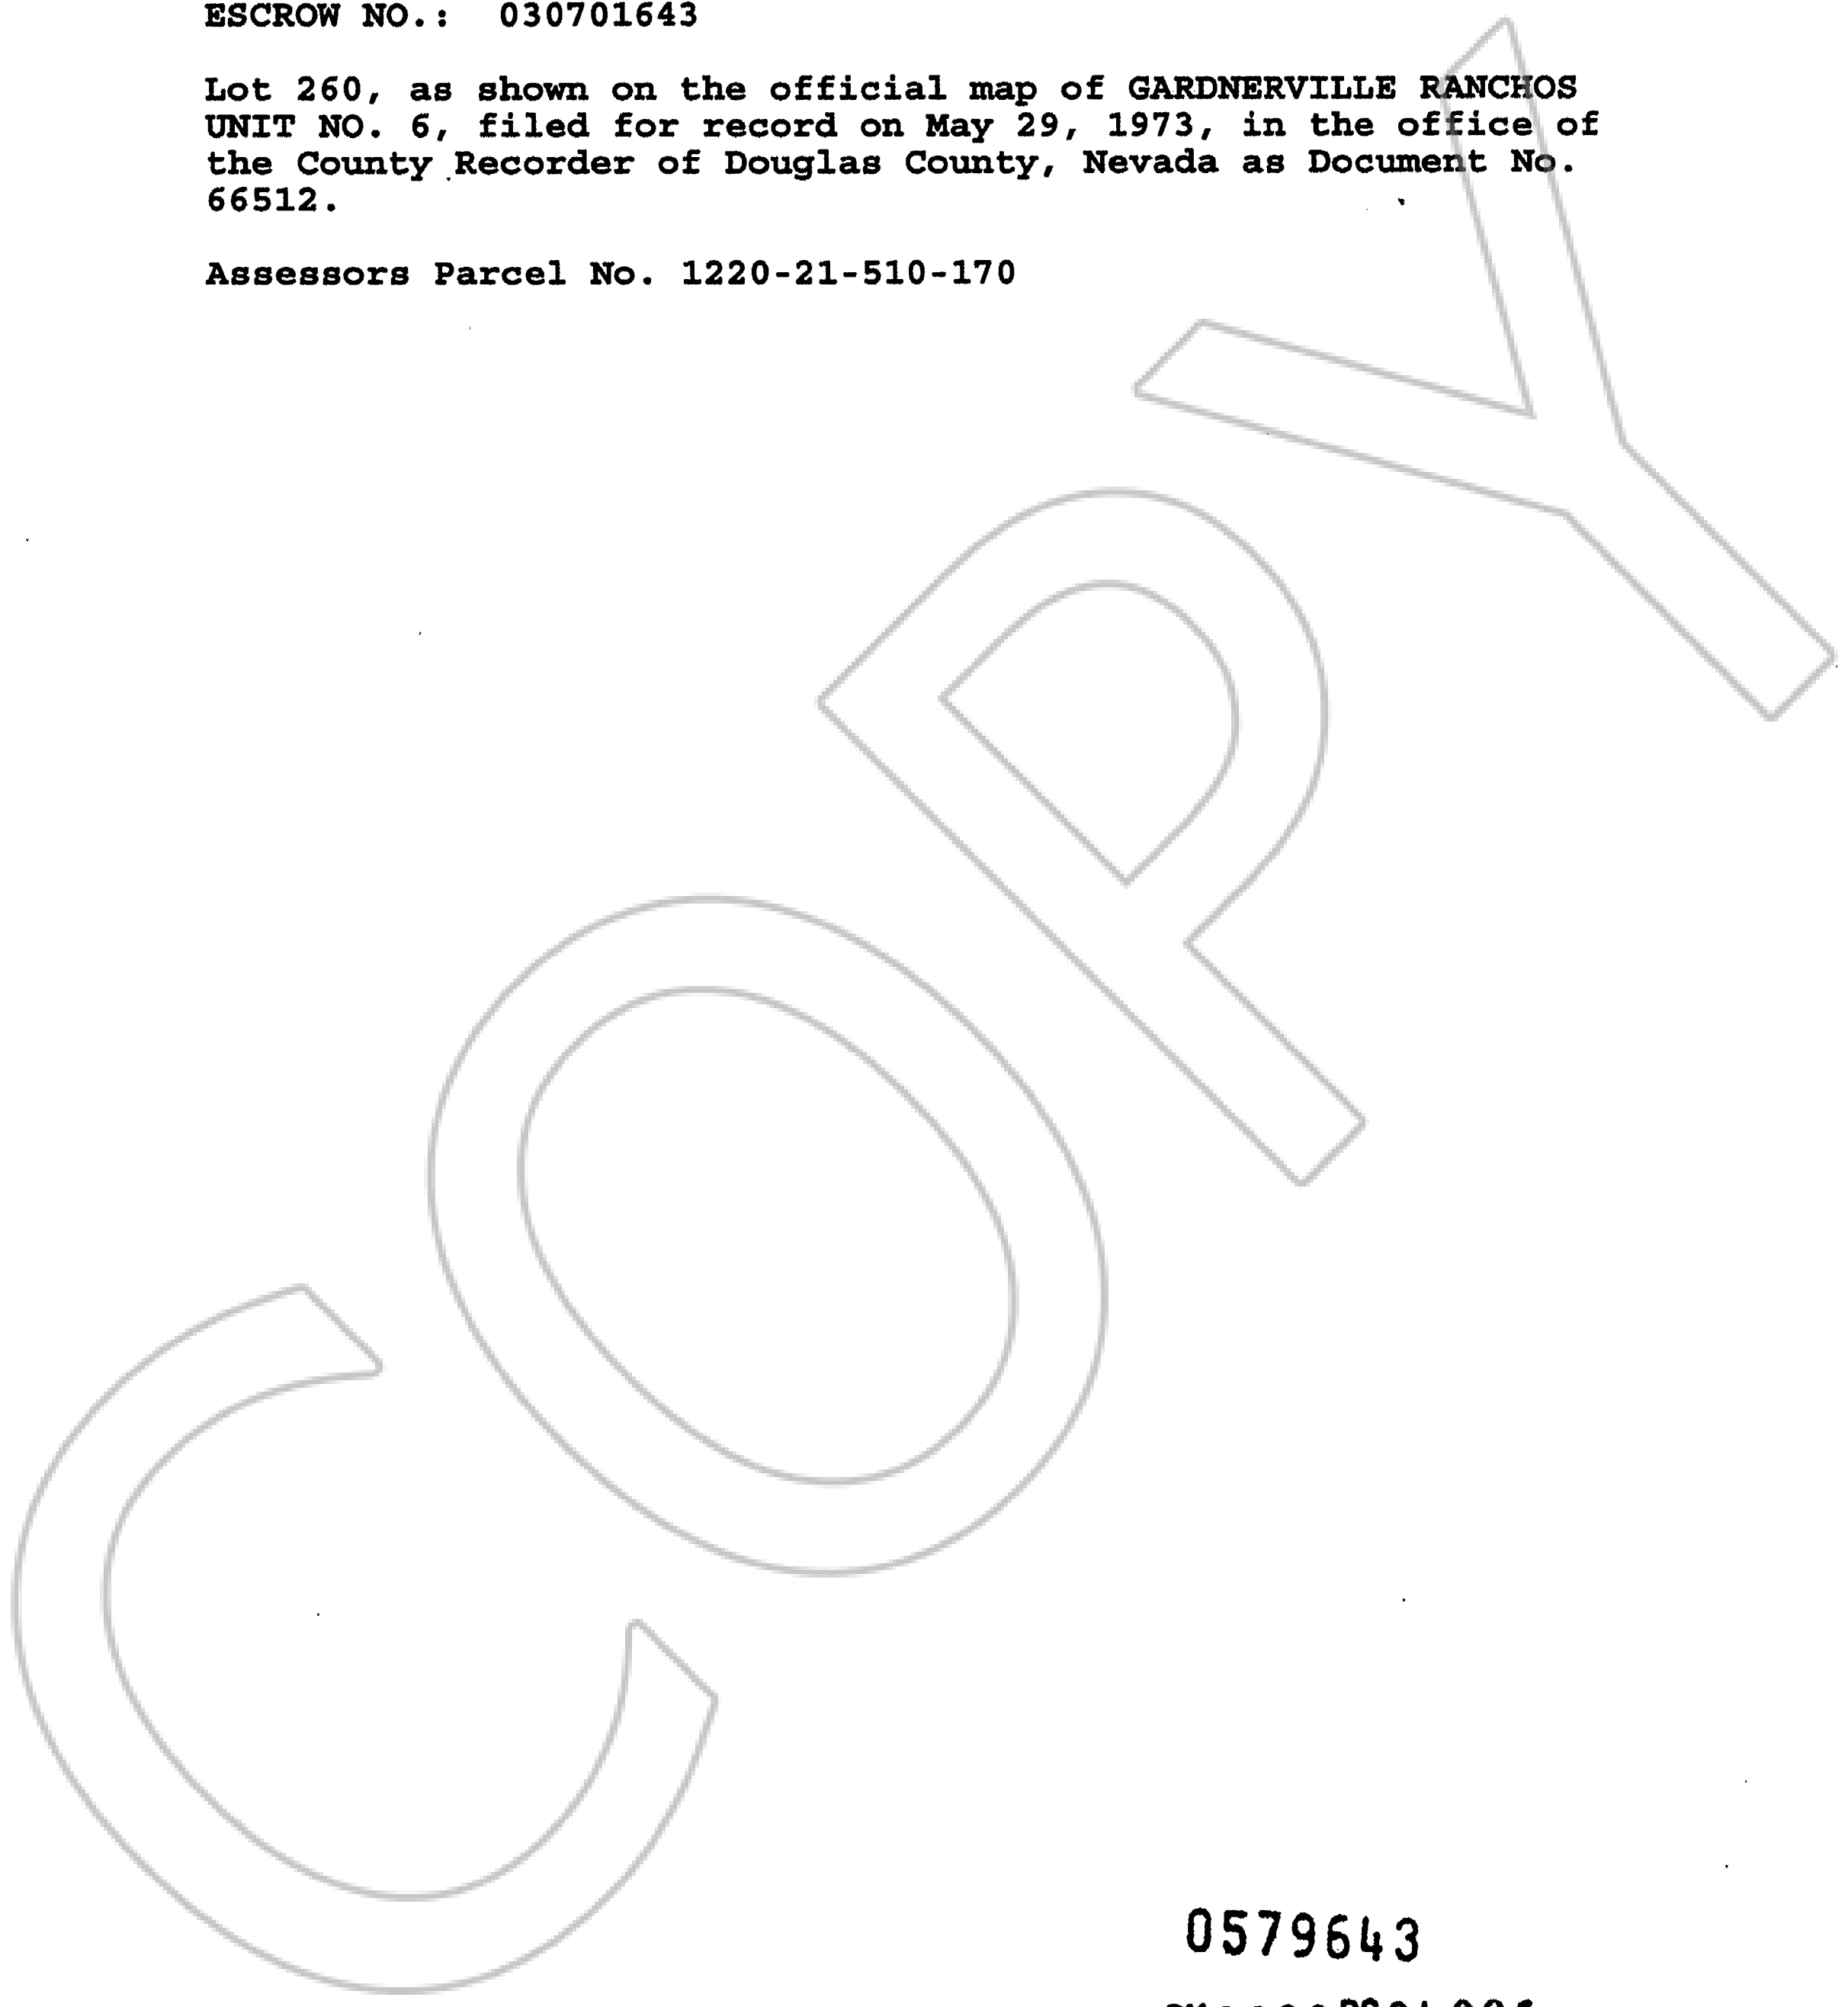 ESCROW NO.: 030701643
Lot 260, as shown on the official map of GARDNERVILLE RANCHOS
UNIT NO. 6, filed for record on May 29, 1973, in the office of
the County Recorder of Douglas County, Nevada as Document No.
66512.
Assessors Parcel No. 1220-21-510-170
COPY
0579643